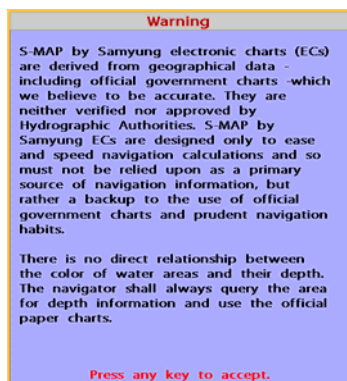 Warning
S-MAP by Samyung electronic charts (ECs)
are derived from geographical data -
including official government charts -which
we believe to be accurate. They are
neither verified nor approved by
Hydrographic Authorities. S-MAP by
Samyung ECs are designed only to ease
and speed navigation calculations and so
must not be relied upon as a primary
source of navigation information, but
rather a backup to the use of official
government charts and prudent navigation
habits.
There is no direct relationship between
the color of water areas and their depth.
The navigator shall always query the area
for depth information and use the official
paper charts.
Press any key to accept.